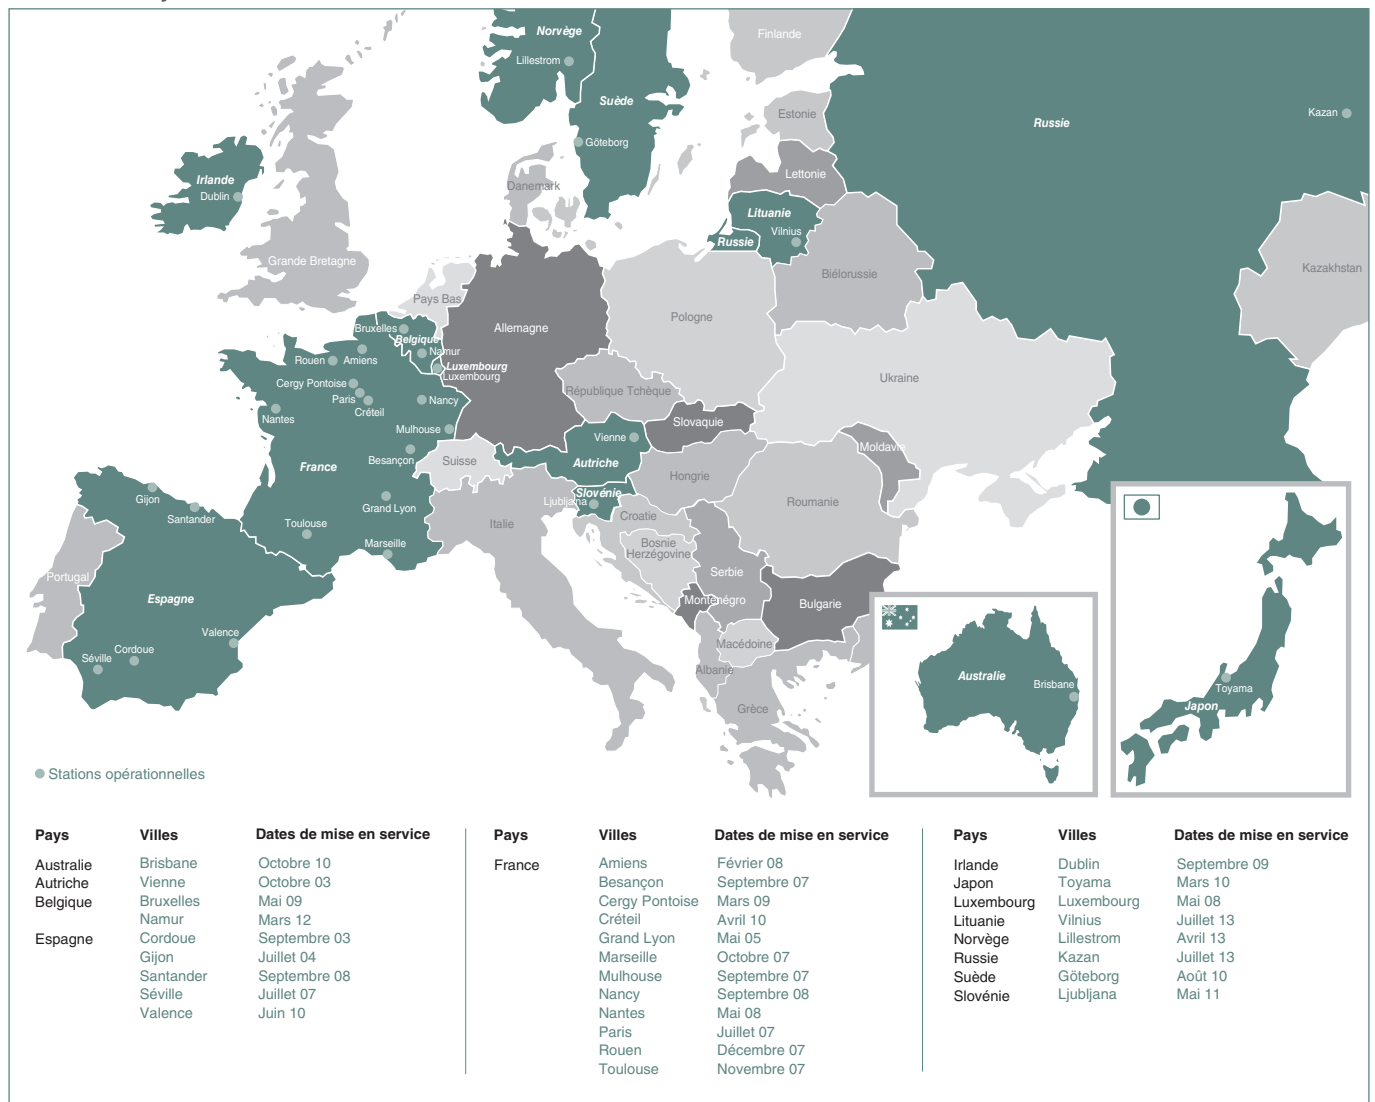 Norvège
Finlande
Lillestrom
Suède
Kazan
Estonie
Russie
Göteborg
Lettonie
Irlande
Danemark
Dublin
Lituanie
Vilnius
Russie
Grande Bretagne
Biélorussie
Kazakhstan
Pays Bas
Pologne
Allemagne
Bruxelles
Belgique
Namur
Rouen
Amiens
Luxembourg
Luxembourg
Ukraine
Cergy Pontoise
République Tchèque
Paris
Nancy
Créteil
Nantes
Slovaquie
Mulhouse
Vienne
Moldavie
Besançon
Suisse
Autriche
France
Hongrie
Gijon
Slovénie
Ljubljana
Roumanie
Santander
Grand Lyon
Toulouse
Italie
Croatie
Marseille
Bosnie
Herzégovine
Serbie
Portugal
Espagne
Monténégro
Bulgarie
Valence
Macédoine
Cordoue
Séville
Albanie
Grèce
Australie
Brisbane
Toyama
Japon
Stations opérationnelles
Pays Villes Dates de mise en service
Australie Brisbane Octobre 10
Autriche Vienne Octobre 03
Belgique Bruxelles Mai 09
Namur Mars 12
Espagne Cordoue Septembre 03
Gijon Juillet 04
Santander Septembre 08
Séville Juillet 07
Valence Juin 10
Pays Villes Dates de mise en service
France Amiens Février 08
Besançon Septembre 07
Cergy Pontoise Mars 09
Créteil Avril 10
Grand Lyon Mai 05
Marseille Octobre 07
Mulhouse Septembre 07
Nancy Septembre 08
Nantes Mai 08
Paris Juillet 07
Rouen Décembre 07
Toulouse Novembre 07
Pays Villes Dates de mise en service
Irlande Dublin Septembre 09
Japon Toyama Mars 10
Luxembourg Luxembourg Mai 08
Lituanie Vilnius Juillet 13
Norvège Lillestrom Avril 13
Russie Kazan Juillet 13
Suède Göteborg Août 10
Slovénie Ljubljana Mai 11